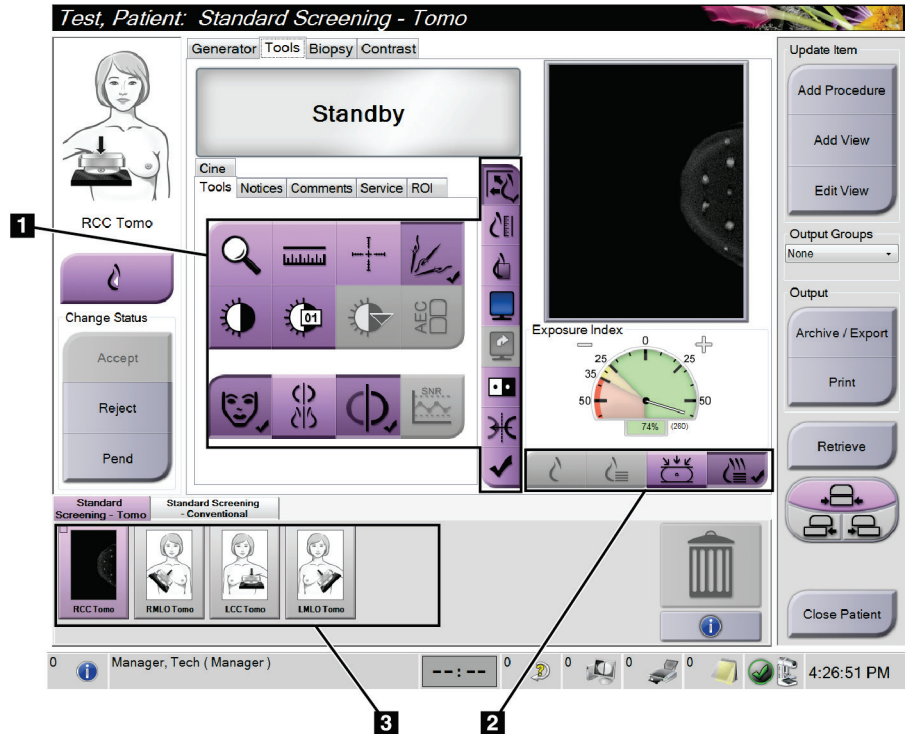 Test, Patient: Standard Screening - Tomo
Generator Tools Biopsy Contrast
Standby
Cine
Tools Notices Comments Service ROI
01
AEC
SNR
1
RCC Tomo
Change Status
Accept
Reject
Pend
Exposure Index
0
25 25
35
50 50
74% (260)
Update Item
Add Procedure
Add View
Edit View
Output Groups
None
Output
Archive / Export
Print
Retrieve
Close Patient
Standard
Screening - Tomo
Standard Screening
- Conventional
RCC Tomo RMLO Tomo LCC Tomo LMLO Tomo
0 Manager, Tech ( Manager ) --:-- 0 0 0 0 4:26:51 PM
3 2